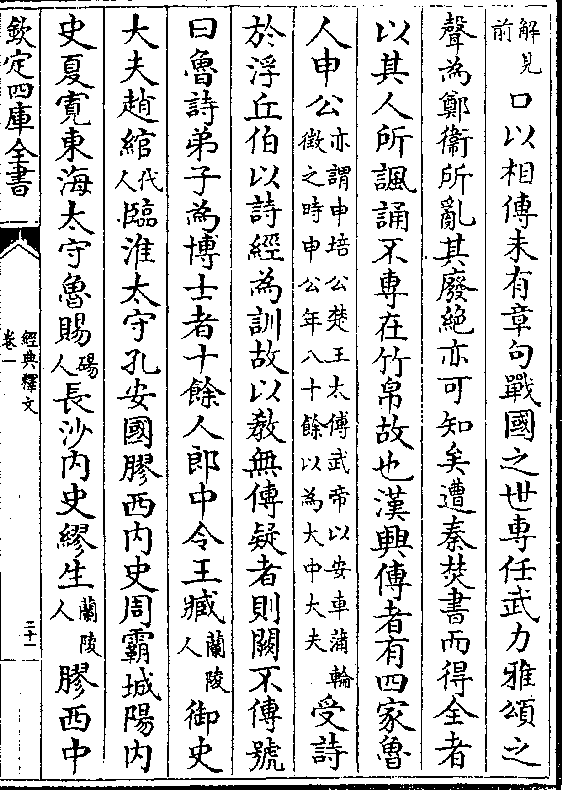 解見前口以相傳未有章句戰國之世專任武力雅頌之
聲為鄭衛所亂其廢絶亦可知矣遭秦焚書而得全者
以其人所諷誦不專在竹帛故也漢興傳者有四家魯
人申公亦謂申培公楚王太傅武帝以安車蒲輪徵之時申公年八十餘以為大中大夫受詩
於浮丘伯以詩經為訓故以教無傳疑者則闕不傳號
曰魯詩弟子為博士者十餘人郎中令王臧蘭陵人御史
大夫趙綰代人臨淮太守孔安國膠西内史周霸城陽内
史夏寛東海太守魯賜碭人長沙内史繆生蘭陵人膠西中
欽定四庫全書
經典釋文
卷一
二十一